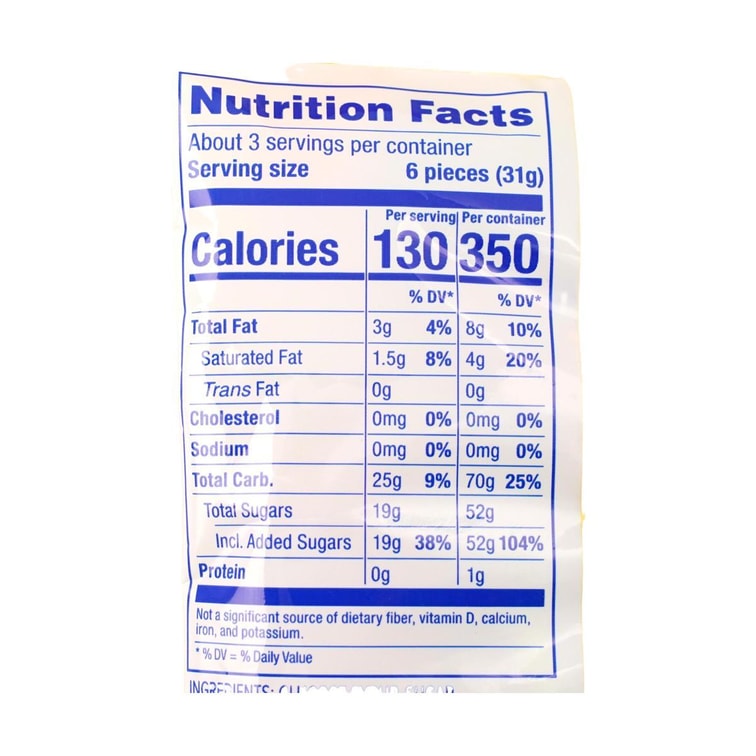 Nutrition Facts
About 3 servings per container
Serving size 6 pieces (31g)
Per serving Per container
Calories 130 350
% DV* % DV*
Total Fat 3g 4% 8g 10%
Saturated Fat 1.5g 8% 4g 20%
Trans Fat 0g 0g
Cholesterol 0mg 0% 0mg 0%
Sodium 0mg 0% 0mg 0%
Total Carb. 25g 9% 70g 25%
Total Sugars 19g 52g
Incl. Added Sugars 19g 38% 52g 104%
Protein 0g 1g
Not a significant source of dietary fiber, vitamin D, calcium,
iron, and potassium.
* % DV = % Daily Value
INGREDIENTS: